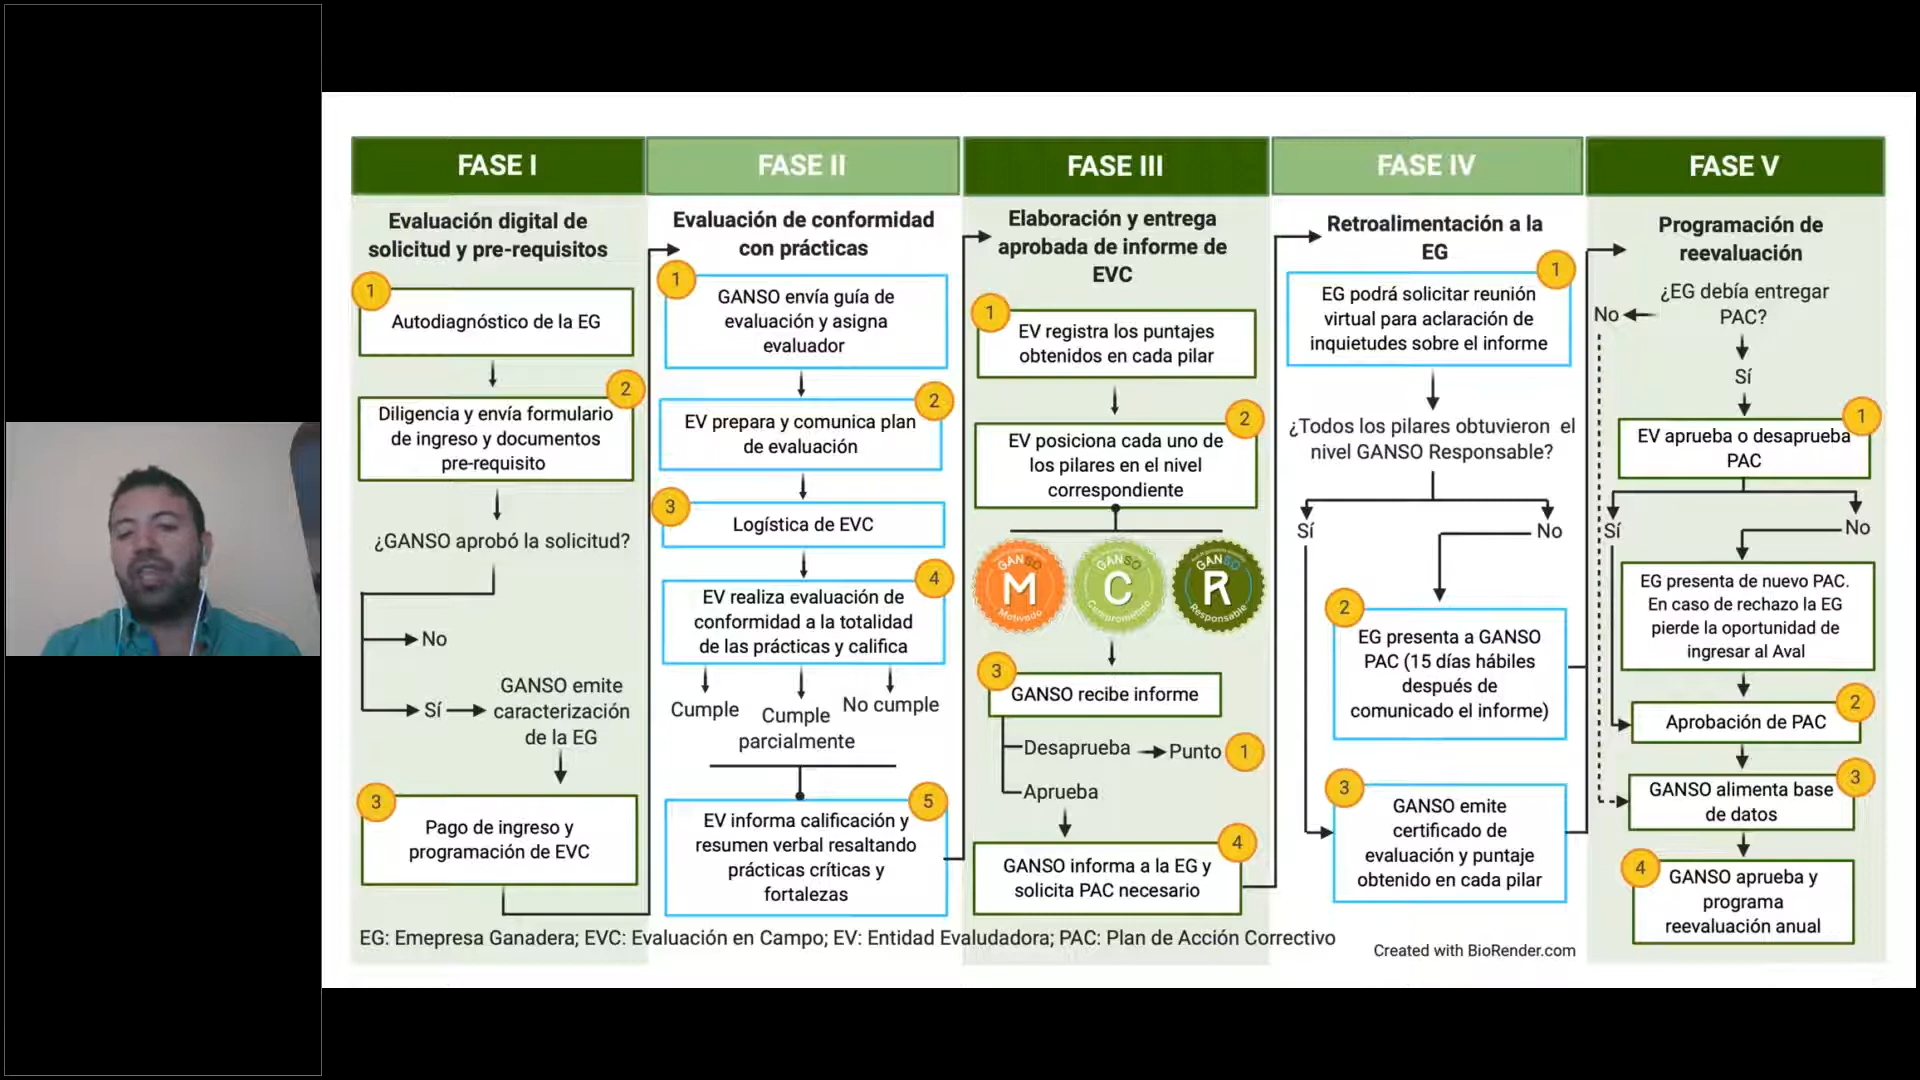 FASE I
Evaluación digital de
solicitud y pre-requisitos
1
Autodiagnóstico de la EG
2
Diligencia y envía formulario
de ingreso y documentos
pre-requisito
¿GANSO aprobó la solicitud?
No
Sí
GANSO emite
caracterización
de la EG
3
Pago de ingreso y
programación de EVC
FASE II
Evaluación de conformidad
con prácticas
1
GANSO envía guía de
evaluación y asigna
evaluador
2
EV prepara y comunica plan
de evaluación
3
Logística de EVC
4
EV realiza evaluación de
conformidad a la totalidad
de las prácticas y califica
Cumple
Cumple
parcialmente
No cumple
5
EV informa calificación y
resumen verbal resaltando
prácticas críticas y
fortalezas
FASE III
Elaboración y entrega
aprobada de informe de
EVC
1
EV registra los puntajes
obtenidos en cada pilar
2
EV posiciona cada uno de
los pilares en el nivel
correspondiente
GANSO
M
Motivado
GANSO
C
Comprometido
GANSO
R
Responsable
3
GANSO recibe informe
Desaprueba
Punto 1
Aprueba
4
GANSO informa a la EG y
solicita PAC necesario
FASE IV
Retroalimentación a la
EG
1
EG podrá solicitar reunión
virtual para aclaración de
inquietudes sobre el informe
¿Todos los pilares obtuvieron el
nivel GANSO Responsable?
Sí
No
2
EG presenta a GANSO
PAC (15 días hábiles
después de
comunicado el informe)
3
GANSO emite
certificado de
evaluación y puntaje
obtenido en cada pilar
FASE V
Programación de
reevaluación
¿EG debía entregar
PAC?
No
Sí
1
EV aprueba o desaprueba
PAC
Sí
No
EG presenta de nuevo PAC.
En caso de rechazo la EG
pierde la oportunidad de
ingresar al Aval
2
Aprobación de PAC
3
GANSO alimenta base
de datos
4
GANSO aprueba y
programa
reevaluación anual
EG: Emepresa Ganadera; EVC: Evaluación en Campo; EV: Entidad Evaludadora; PAC: Plan de Acción Correctivo
Created with BioRender.com